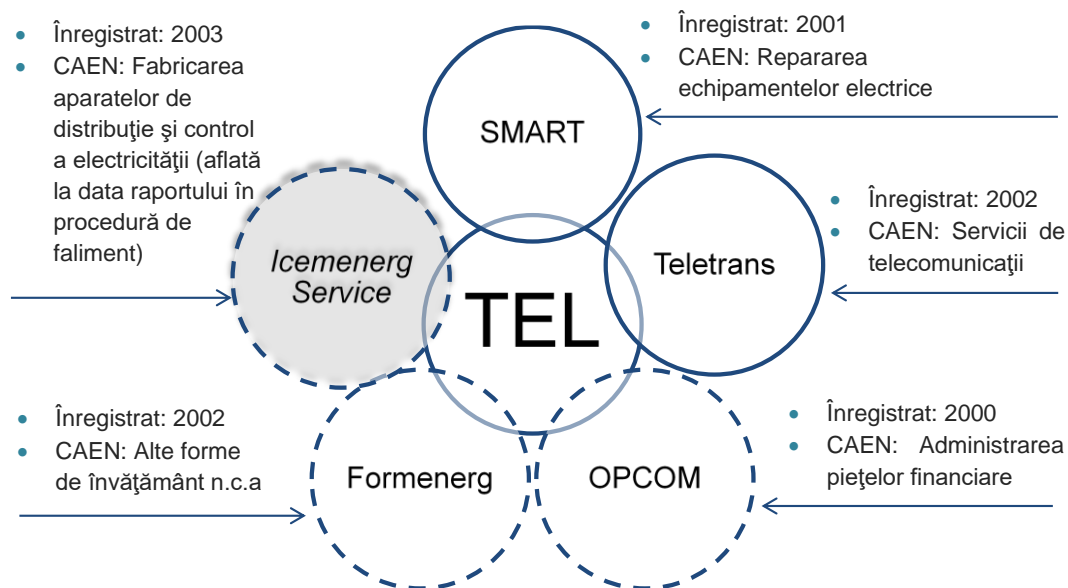 • Înregistrat: 2003
• CAEN: Fabricarea
aparatelor de
distribuţie şi control
a electricităţii (aflată
la data raportului în
procedură de
faliment)
• Înregistrat: 2001
• CAEN: Repararea
echipamentelor electrice
SMART
• Înregistrat: 2002
• CAEN: Servicii de
telecomunicaţii
Teletrans
Icemenerg
Service
TEL
• Înregistrat: 2002
• CAEN: Alte forme
de învăţământ n.c.a
Formenerg
OPCOM
• Înregistrat: 2000
• CAEN: Administrarea
pieţelor financiare